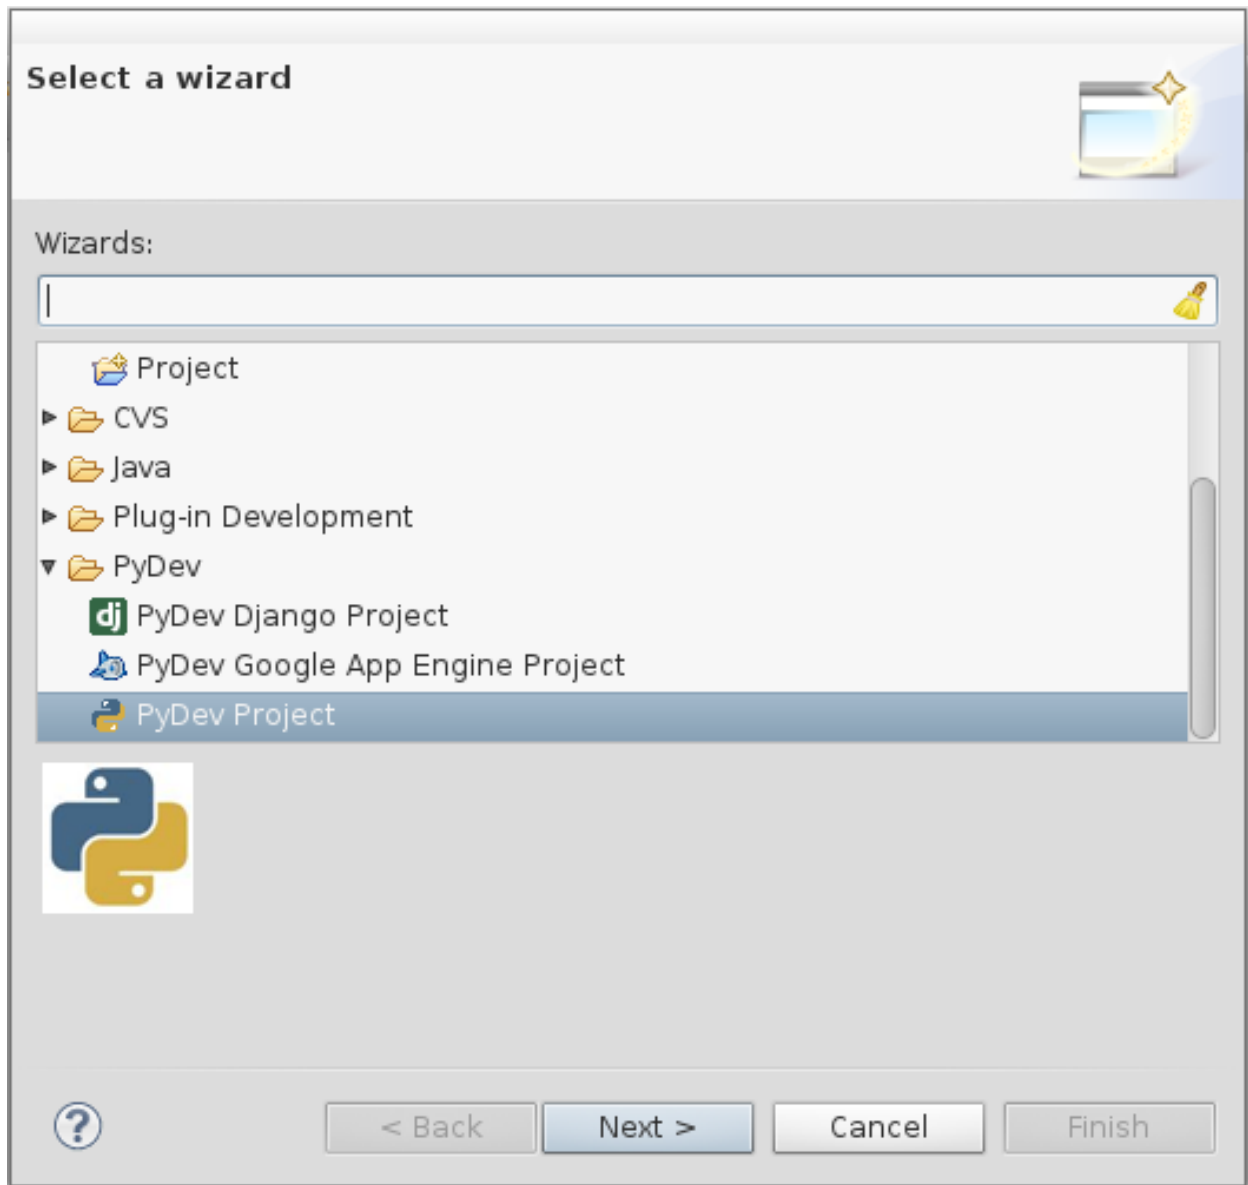 Select a wizard
Wizards:
Project
CVS
Java
Plug-in Development
PyDev
dj PyDev Django Project
PyDev Google App Engine Project
PyDev Project
? < Back Next > Cancel Finish